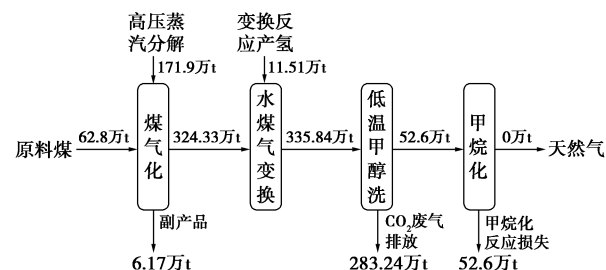 高压蒸
汽分解
变换反
应产氢
171.9万t
11.51万t
原料煤
62.8万t
煤气化
324.33万t
水煤气变换
335.84万t
低温甲醇洗
52.6万t
甲烷化
0万t
天然气
副产品
CO₂废气
排放
甲烷化
反应损失
6.17万t
283.24万t
52.6万t